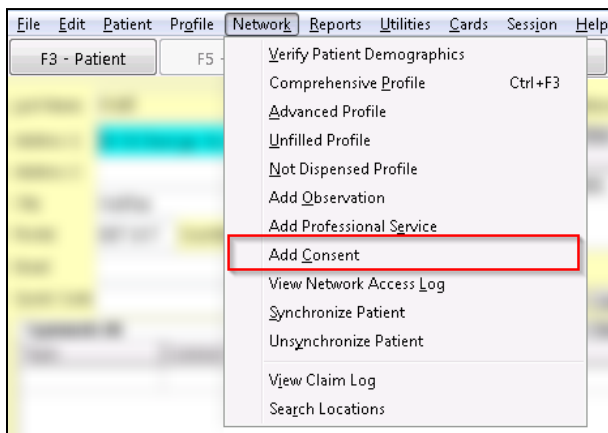 File Edit Patient Profile Network Reports Utilities Cards Session Help
F3 - Patient F5 -
Verify Patient Demographics
Comprehensive Profile Ctrl+F3
Advanced Profile
Unfilled Profile
Not Dispensed Profile
Add Observation
Add Professional Service
Add Consent
View Network Access Log
Synchronize Patient
Unsynchronize Patient
View Claim Log
Search Locations